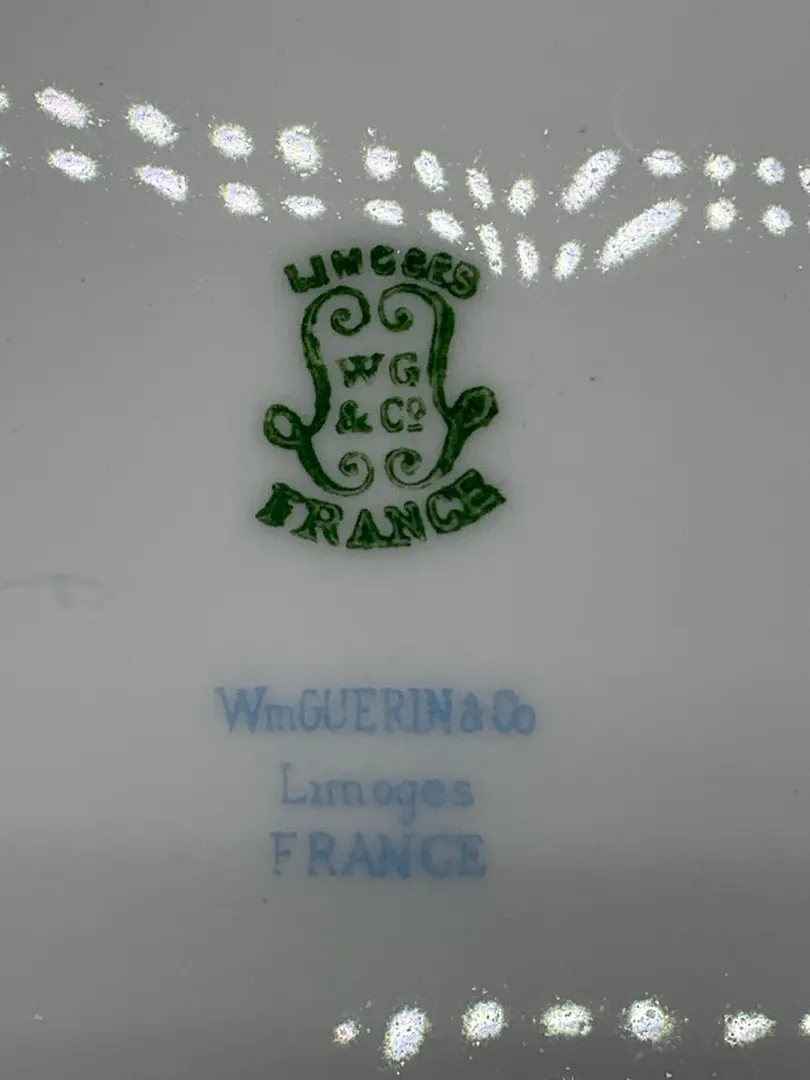 LIMOGES
WG
& Co
FRANCE
WmGUERIN & Co
Limoges
FRANCE